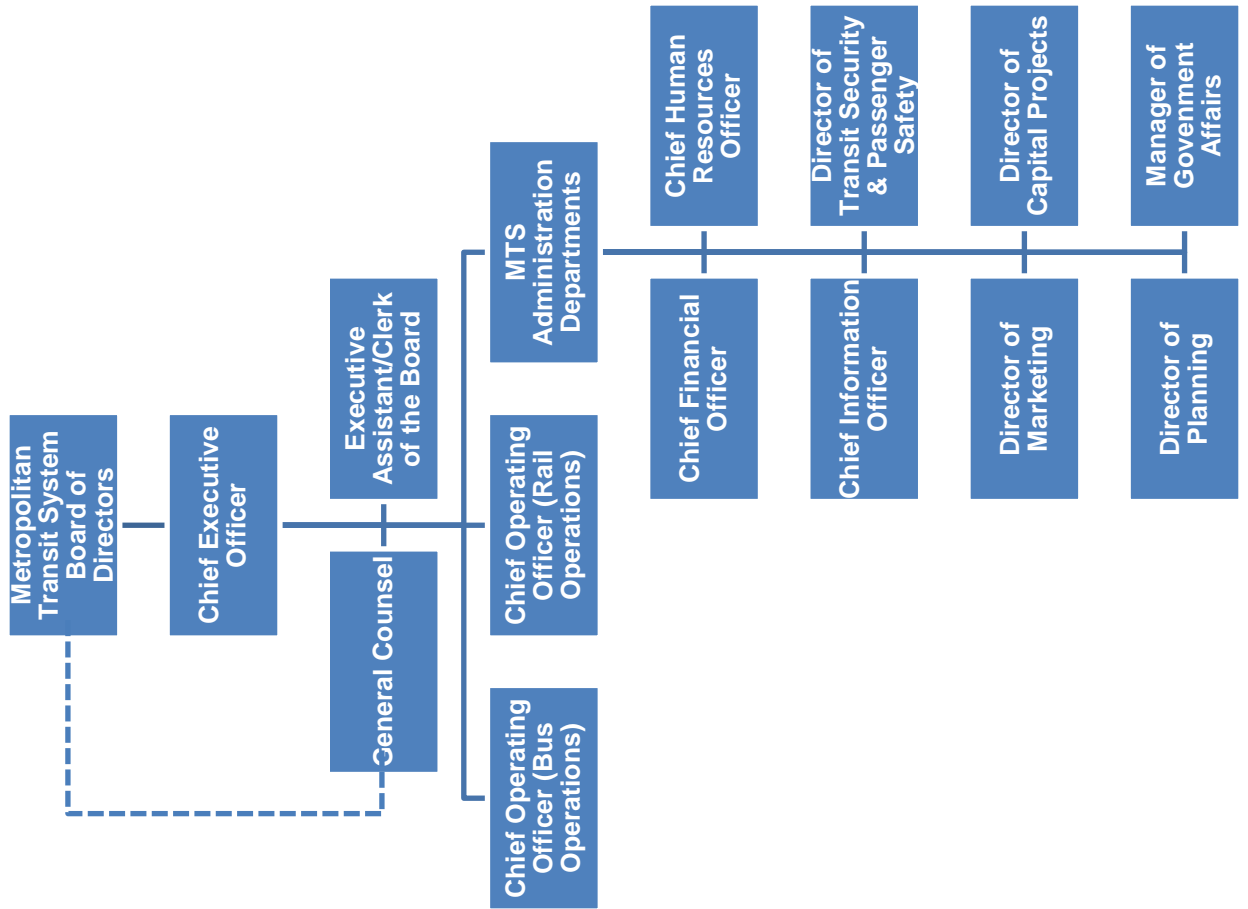 Metropolitan
Transit System
Board of
Directors
Chief Executive
Officer
General Counsel
Executive
Assistant/Clerk
of the Board
Chief Operating
Officer (Bus
Operations)
Chief Operating
Officer (Rail
Operations)
MTS
Administration
Departments
Chief Financial
Officer
Chief Human
Resources
Officer
Chief Information
Officer
Director of
Transit Security
& Passenger
Safety
Director of
Marketing
Director of
Capital Projects
Director of
Planning
Manager of
Govenment
Affairs